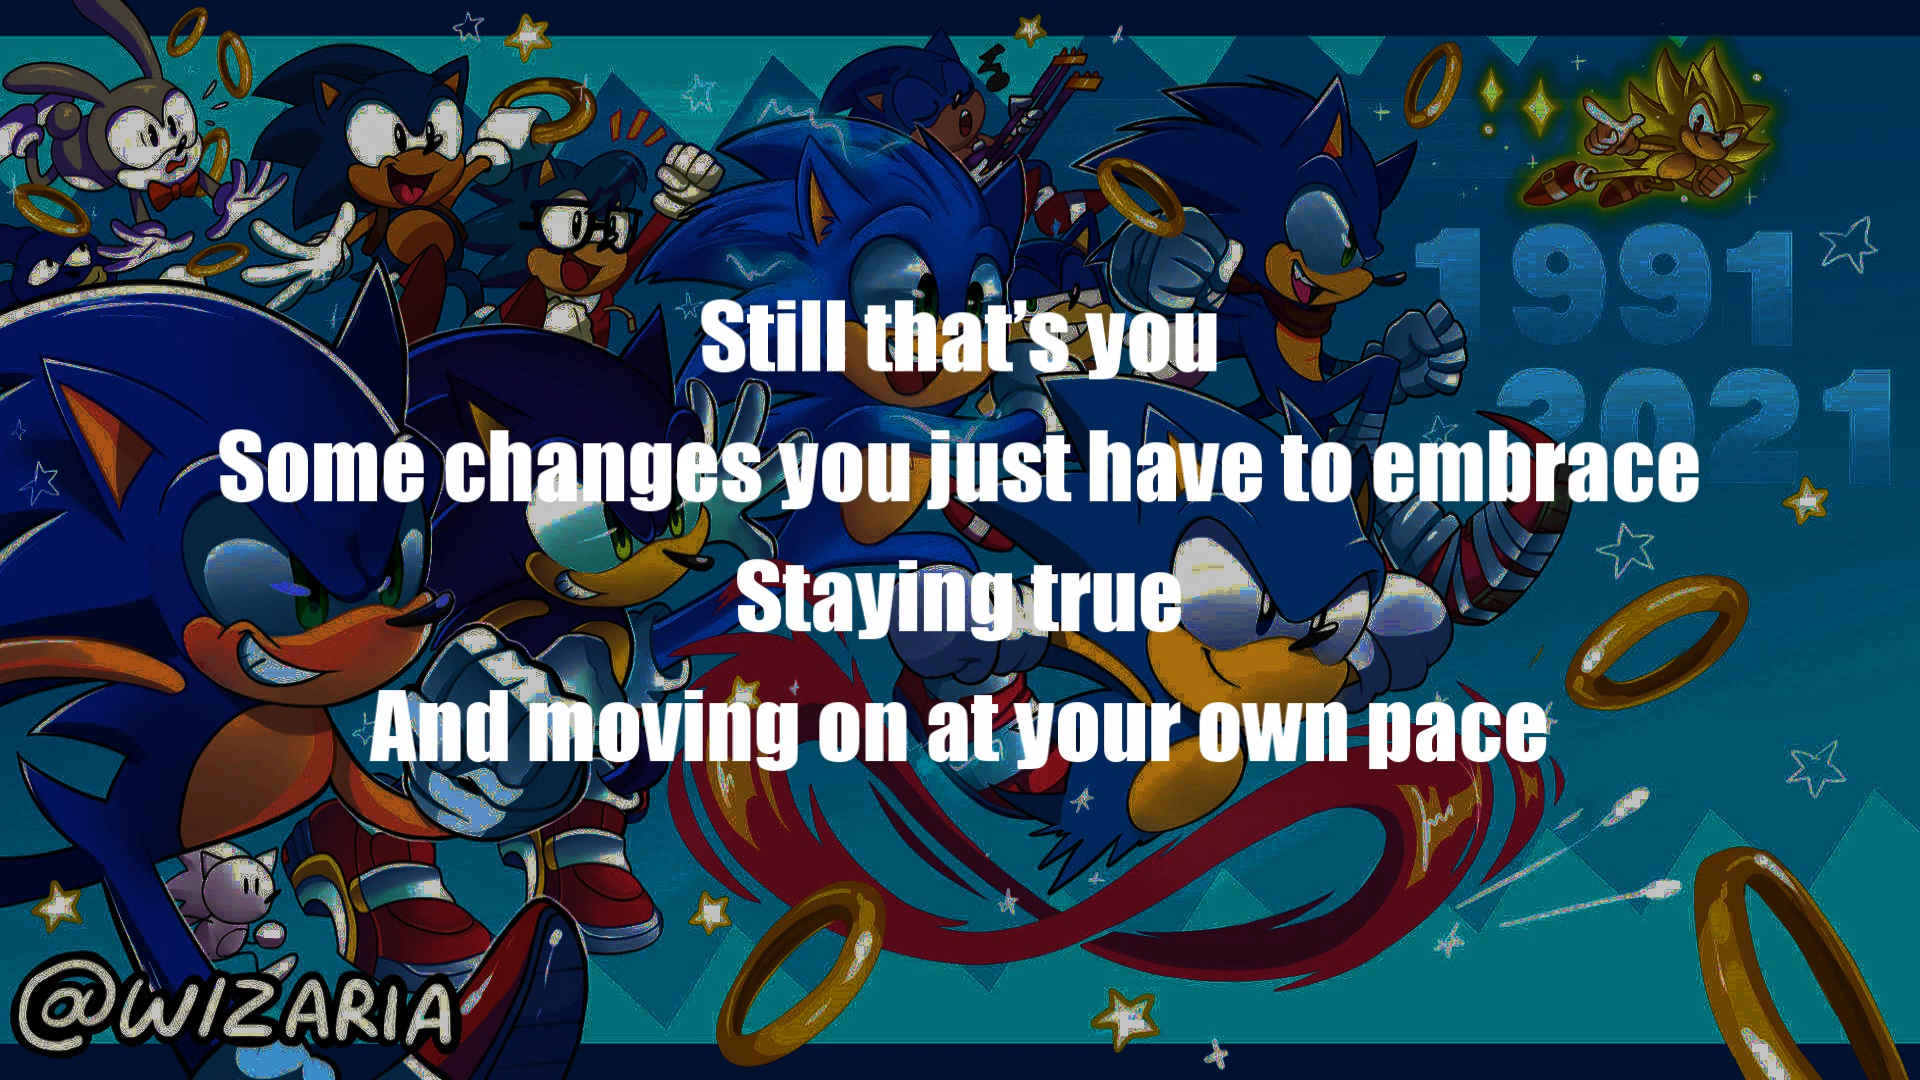 1991
2021
Still that’s you
Some changes you just have to embrace
Staying true
And moving on at your own pace
@WIZARIA